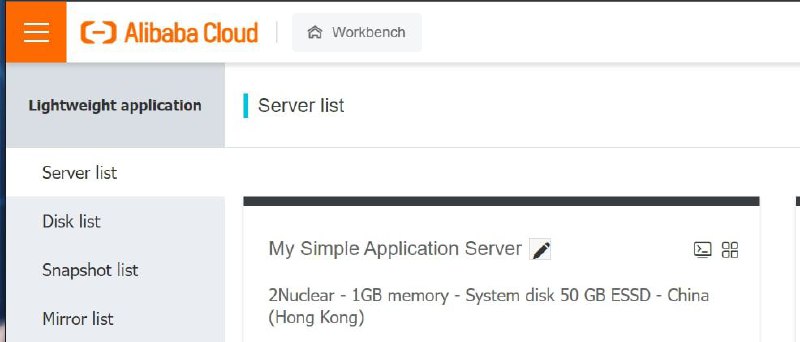 Alibaba Cloud
Workbench
Lightweight application
Server list
Server list
Disk list
Snapshot list
Mirror list
My Simple Application Server
2Nuclear - 1GB memory - System disk 50 GB ESSD - China
(Hong Kong)